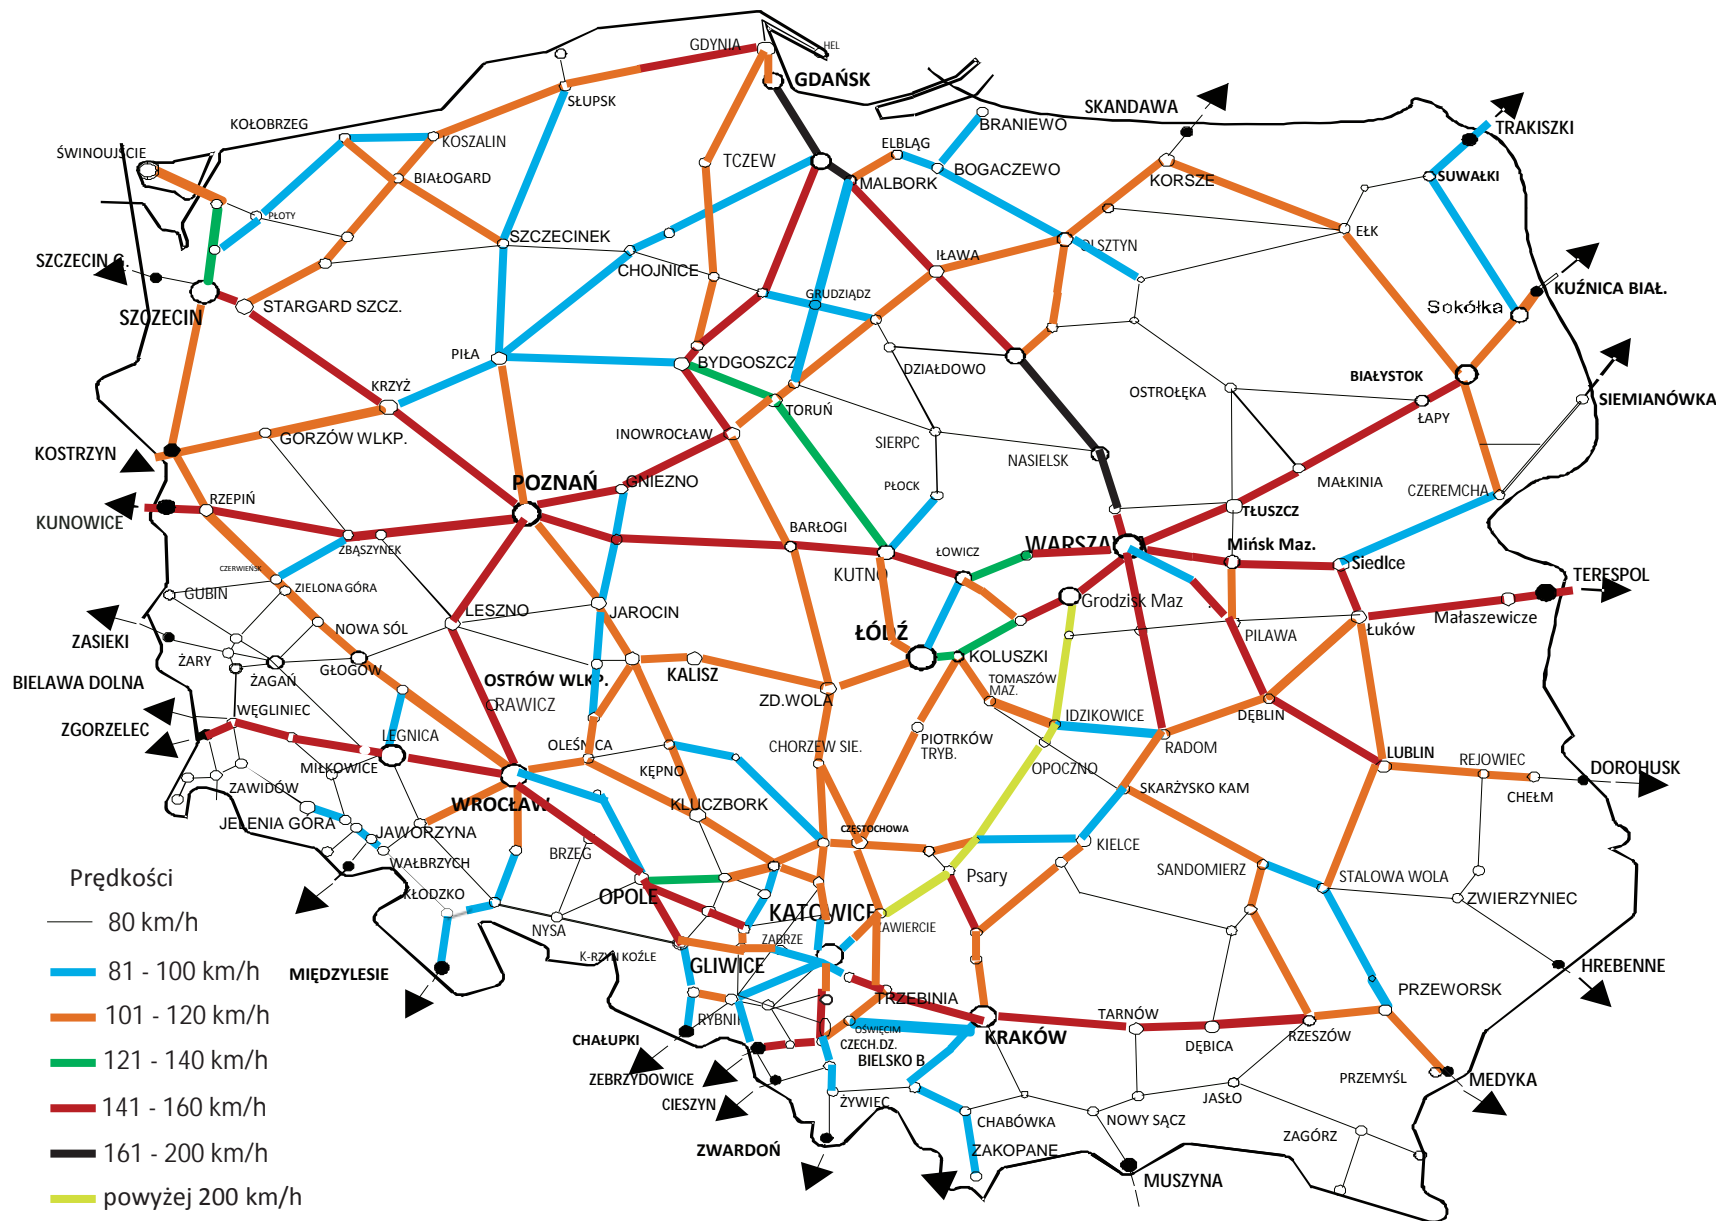 GDYNIA
HEL
GDAŃSK
SŁUPSK
SKANDAWA
BRANIEWO
TRAKISZKI
KOŁOBRZEG
KOSZALIN
ŚWINOUJŚCIE
TCZEW
ELBLĄG
BOGACZEWO
KORSZE
SUWAŁKI
BIAŁOGARD
MALBORK
PŁOTY
SZCZECINEK
OLSZTYN
EŁK
SZCZECIN G.
CHOJNICE
IŁAWA
GRUDZIĄDZ
KUŹNICA BIAŁ.
Sokółka
STARGARD SZCZ.
SZCZECIN
PIŁA
BYDGOSZCZ
DZIAŁDOWO
BIAŁYSTOK
KRZYŻ
OSTROŁĘKA
SIEMIANÓWKA
TORUŃ
ŁAPY
GORZÓW WLKP.
INOWROCŁAW
SIERPC
KOSTRZYN
NASIELSK
MAŁKINIA
POZNAŃ
GNIEZNO
PŁOCK
CZEREMCHA
RZEPIŃ
TŁUSZCZ
KUNOWICE
BARŁOGI
ZBĄSZYNEK
ŁOWICZ
WARSZAWA
Mińsk Maz.
KUTNO
Siedlce
CZERWIEŃSK
TERESPOL
ZIELONA GÓRA
GUBIN
Grodzisk Maz
LESZNO
JAROCIN
Małaszewicze
NOWA SÓL
ŁÓDŹ
PILAWA
Łuków
ZASIEKI
ŻARY
KOLUSZKI
GŁOGÓW
ŻAGAŃ
OSTRÓW WLKP.
KALISZ
TOMASZÓW
MAZ.
BIELAWA DOLNA
RAWICZ
ZD.WOLA
WĘGLINIEC
IDZIKOWICE
DĘBLIN
ZGORZELEC
LEGNICA
PIOTRKÓW
TRYB.
RADOM
OLEŚNICA
CHORZEW SIE.
LUBLIN
REJOWIEC
MIŁKOWICE
KĘPNO
OPOCZNO
DOROHUSK
ZAWIDÓW
SKARŻYSKO KAM
CHEŁM
WROCŁAW
KLUCZBORK
JELENIA GÓRA
JAWORZYNA
CZĘSTOCHOWA
KIELCE
BRZEG
WAŁBRZYCH
SANDOMIERZ
STALOWA WOLA
Prędkości
Psary
KŁODZKO
OPOLE
ZWIERZYNIEC
80 km/h
KATOWICE
NYSA
ZAWIERCIE
ZABRZE
K-RZYN KOŹLE
GLIWICE
HREBENNE
81 - 100 km/h
MIĘDZYLESIE
PRZEWORSK
TRZEBINIA
101 - 120 km/h
RYBNI
TARNÓW
OŚWIĘCIM
KRAKÓW
RZESZÓW
CHAŁUPKI
CZECH.DZ.
DĘBICA
121 - 140 km/h
BIELSKO B
ZEBRZYDOWICE
PRZEMYŚL
MEDYKA
CIESZYN
ŻYWIEC
JASŁO
141 - 160 km/h
CHABÓWKA
NOWY SĄCZ
ZAGÓRZ
ZWARDOŃ
161 - 200 km/h
ZAKOPANE
MUSZYNA
powyżej 200 km/h